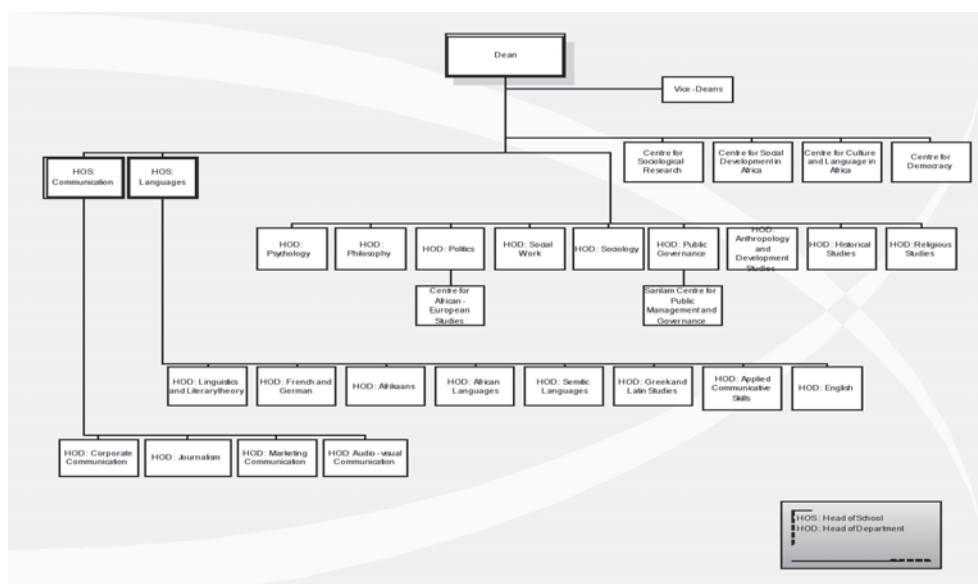 Dean
Vice - Deans
Centre for
Sociological
Research
Centre for Social
Development in
Africa
Centre for Culture
and Language in
Africa
Centre for
Democracy
HOS:
Communication
HOS:
Languages
HOD:
Psychology
HOD:
Philosophy
HOD: Politics
HOD: Social
Work
HOD: Sociology
HOD: Public
Governance
HOD:
Anthropology
and
Development
Studies
HOD: Historical
Studies
HOD: Religious
Studies
Centre for
African -
European
Studies
Sanlam Centre for
Public
Management and
Governance
HOD: Linguistics
and Literarytheory
HOD: French and
German
HOD: Afrikaans
HOD: African
Languages
HOD: Semitic
Languages
HOD: Greek and
Latin Studies
HOD: Applied
Communicative
Skills
HOD: English
HOD: Corporate
Communication
HOD: Journalism
HOD: Marketing
Communication
HOD Audio - visual
Communication
HOS : Head of School
HOD: Head of Department